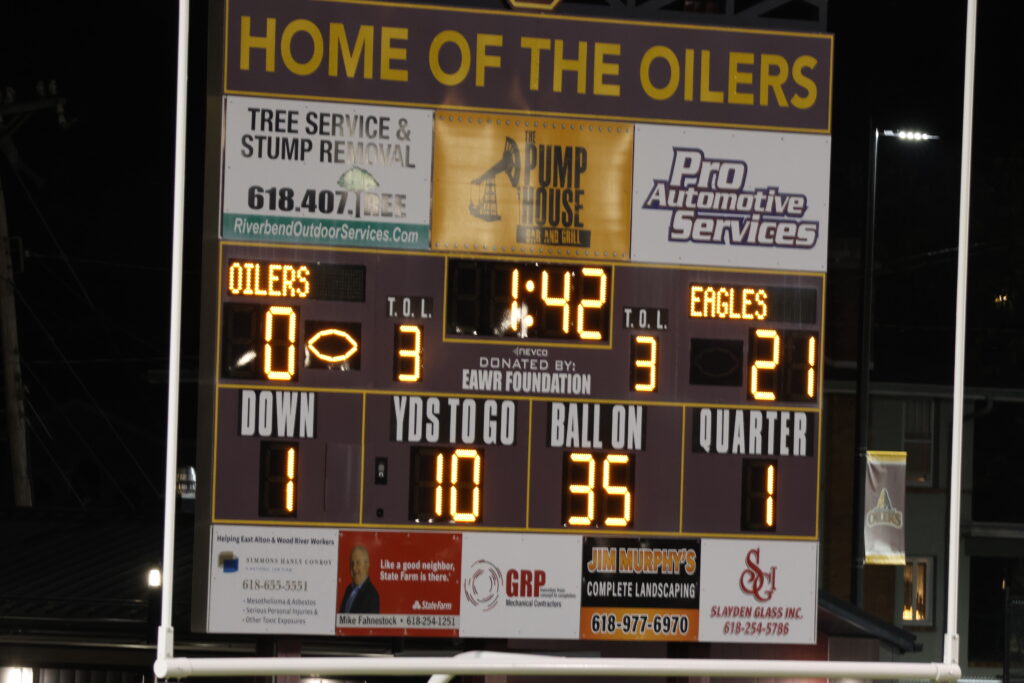 HOME OF THE OILERS
TREE SERVICE &
STUMP REMOVAL
618.407.TREE
RiverbendOutdoorServices.Com
THE
PUMP
HOUSE
BAR AND GRILL
Pro
Automotive
Services
OILERS
T.O.L.
1:42
T.O.L.
EAGLES
0
3
3
21
NEVCO
DONATED BY:
EAWR FOUNDATION
DOWN
YDS TO GO
BALL ON
QUARTER
1
10
35
1
Helping East Alton & Wood River Workers
SIMMONS HANLY CONROY
618-655-5551
• Mesothelioma & Asbestos
• Serious Personal Injuries &
• Other Toxic Exposures
Like a good neighbor,
State Farm is there.
StateFarm
Mike Fahnestock • 618-254-1251
GRP
Mechanical Contractors
JIM MURPHY'S
COMPLETE LANDSCAPING
618-977-6970
SG
SLAYDEN GLASS INC.
618-254-5786
OILERS